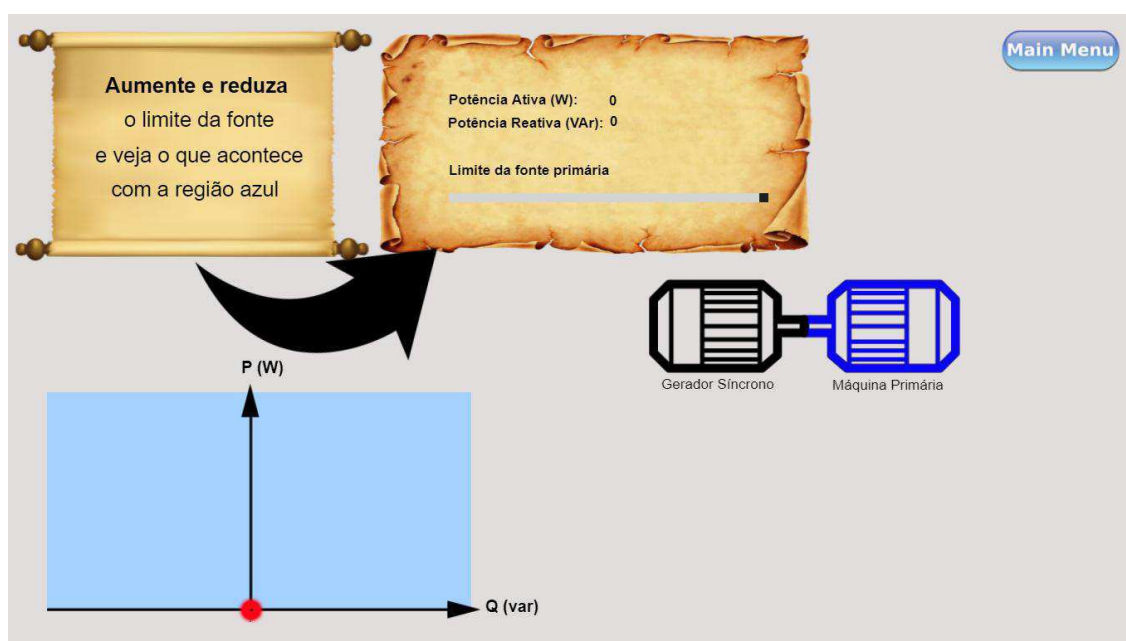 Aumente e reduza
o limite da fonte
e veja o que acontece
com a região azul
Potência Ativa (W): 0
Potência Reativa (VAr): 0
Limite da fonte primária
Main Menu
Gerador Síncrono
Máquina Primária
P (W)
Q (var)